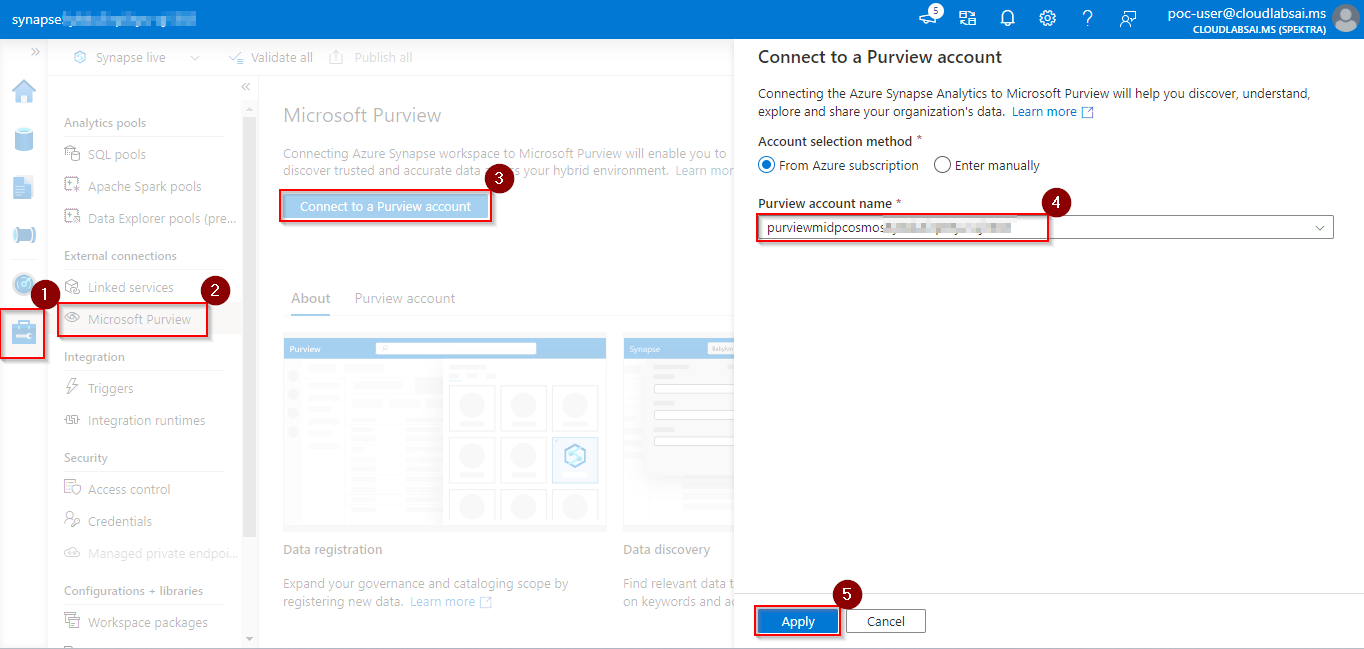 synapse
5
poc-user@cloudlabsai.ms
CLOUDLABSAI.MS (SPEKTRA)
Synapse live
Validate all
Publish all
Analytics pools
SQL pools
Apache Spark pools
Data Explorer pools (pre...
External connections
Linked services
1
2
Microsoft Purview
Integration
Triggers
Integration runtimes
Security
Access control
Credentials
Managed private endpoi...
Configurations + libraries
Workspace packages
Microsoft Purview
Connecting Azure Synapse workspace to Microsoft Purview will enable you to
discover trusted and accurate data your hybrid environment. Learn mor
3
Connect to a Purview account
About
Purview account
Purview
Synapse
Data registration
Expand your governance and cataloging scope by
registering new data. Learn more
Data discovery
Find relevant data t
on keywords and ac
Connect to a Purview account
Connecting the Azure Synapse Analytics to Microsoft Purview will help you discover, understand,
explore and share your organization's data. Learn more
Account selection method *
From Azure subscription
Enter manually
Purview account name *
4
purviewmidpcosmos
5
Apply
Cancel